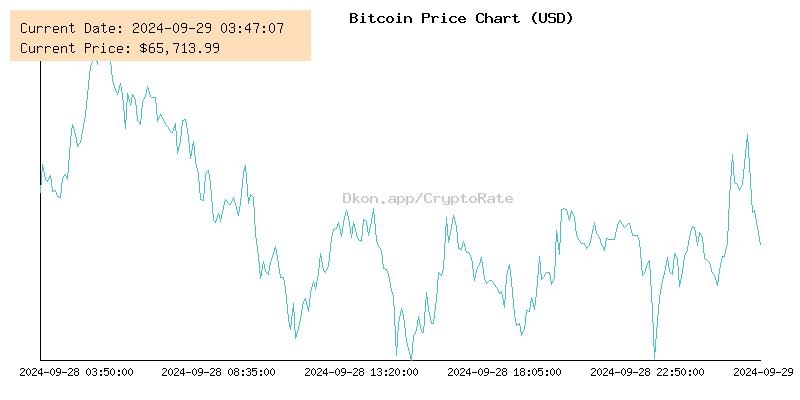 Bitcoin Price Chart (USD)
Current Date: 2024-09-29 03:47:07
Current Price: $65,713.99
Dkon.app/CryptoRate
2024-09-28 03:50:00 2024-09-28 08:35:00 2024-09-28 13:20:00 2024-09-28 18:05:00 2024-09-28 22:50:00 2024-09-29